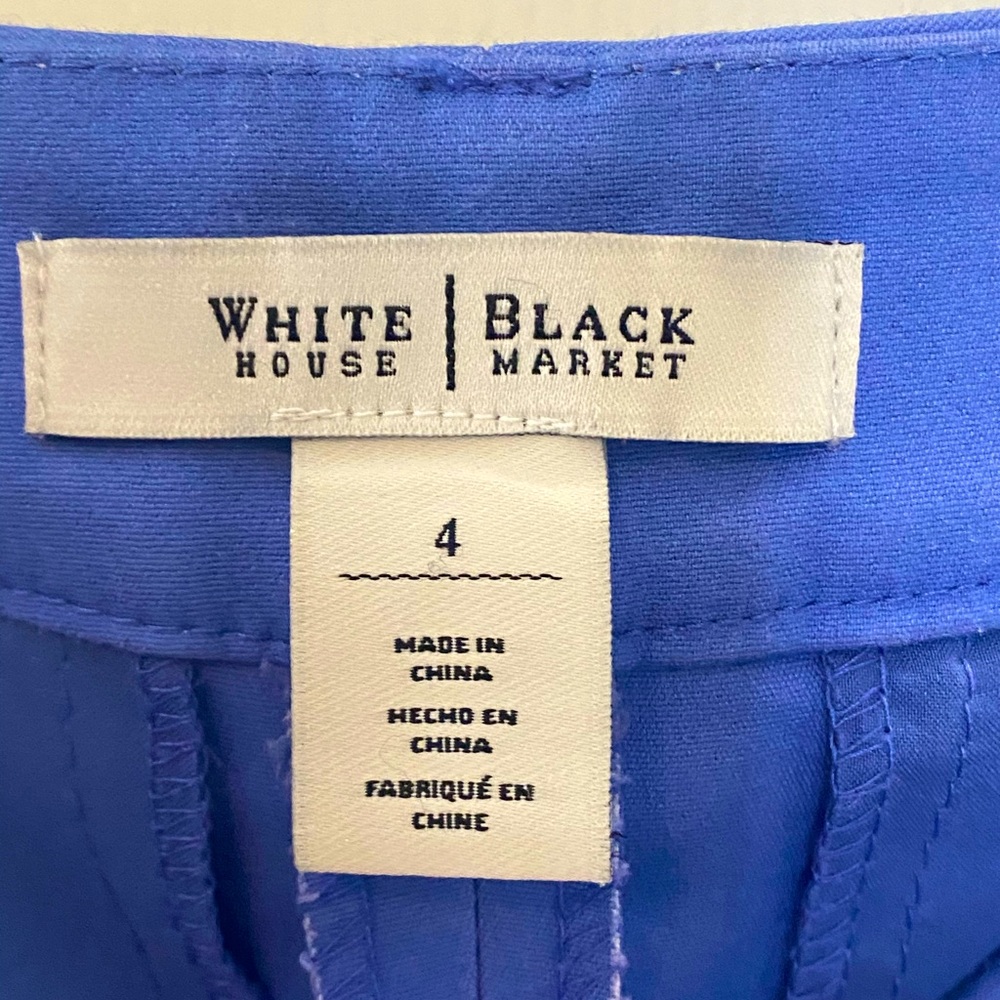 WHITE | BLACK
HOUSE MARKET
4
MADE IN
CHINA
HECHO EN
CHINA
FABRIQUÉ EN
CHINE